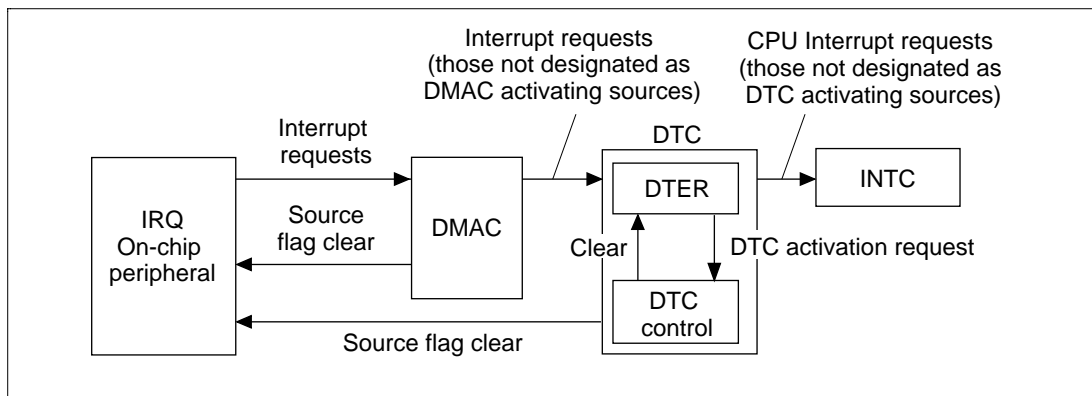 Interrupt requests
(those not designated as
DMAC activating sources)
CPU Interrupt requests
(those not designated as
DTC activating sources)
Interrupt
requests
DTC
IRQ
On-chip
peripheral
Source
flag clear
DMAC
DTER
INTC
Clear
DTC activation request
DTC
control
Source flag clear